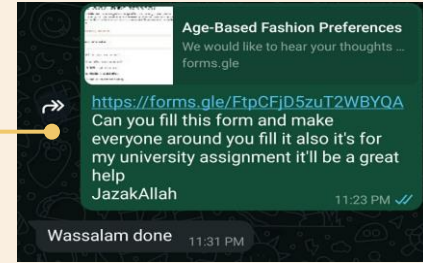 Age-Based Fashion Preferences
We would like to hear your thoughts ...
forms.gle
https://forms.gle/FtpCFjD5zuT2WBYQA
Can you fill this form and make
everyone around you fill it also it's for
my university assignment it'll be a great
help
JazakAllah
11:23 PM
Wassalam done 11:31 PM